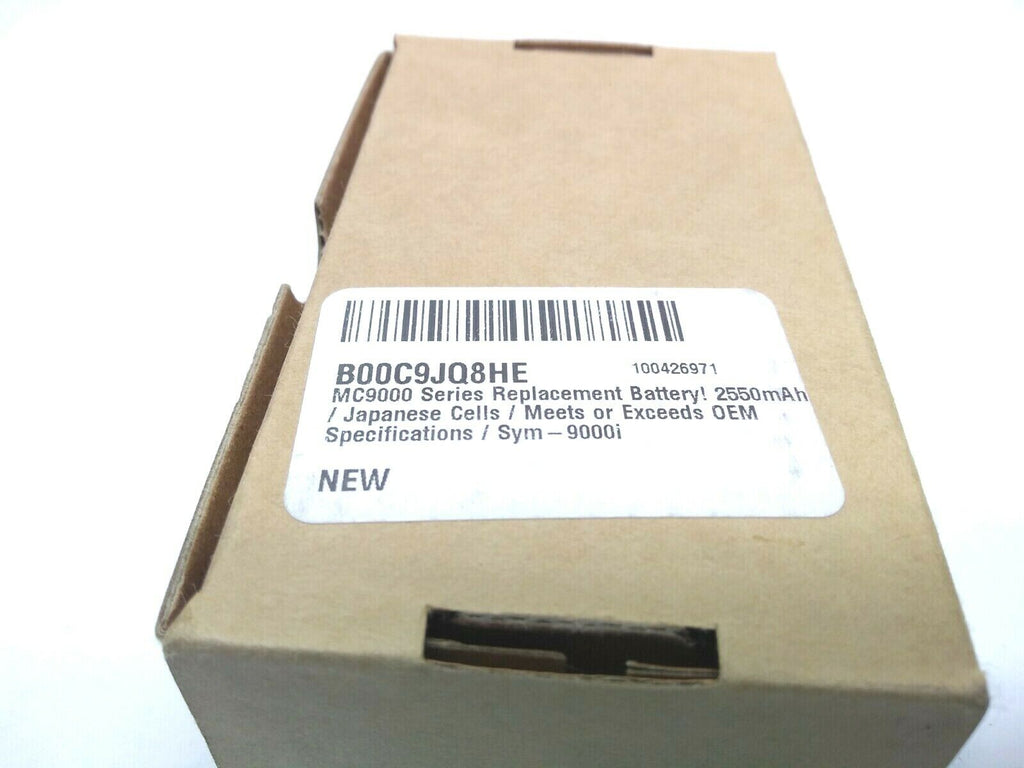 B00C9JQ8HE 100426971
MC9000 Series Replacement Battery! 2550mAh
/ Japanese Cells / Meets or Exceeds OEM
Specifications / Sym-9000i
NEW